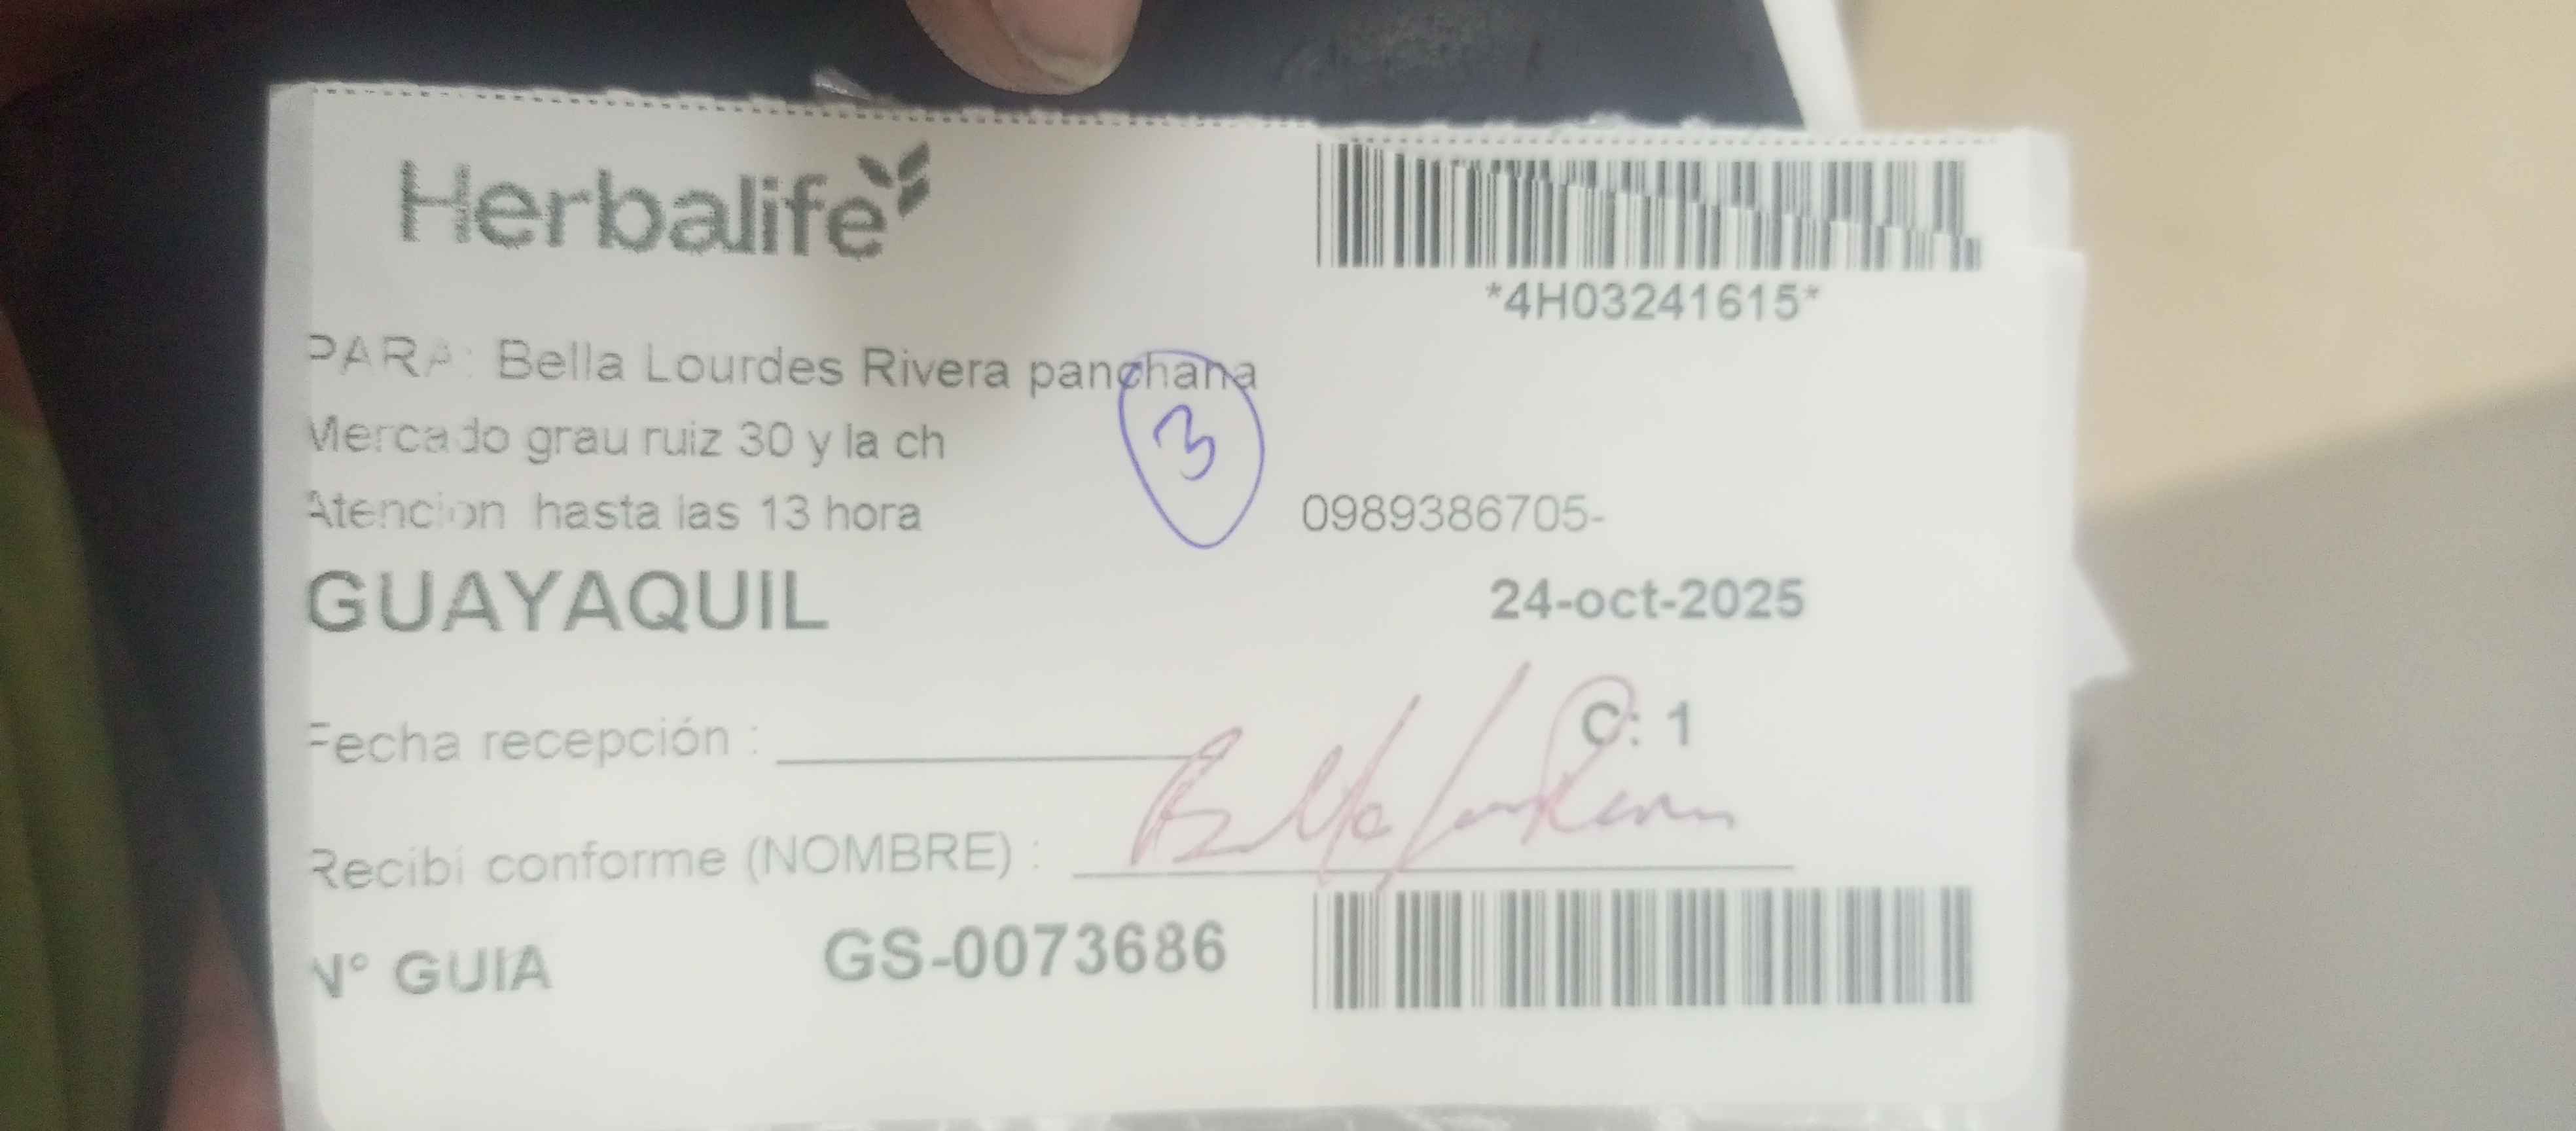 Herbalife
*4H03241615*
PARA: Bella Lourdes Rivera panchana
Mercado grau ruiz 30 y la ch
3
Atencion hasta las 13 hora
0989386705-
GUAYAQUIL
24-oct-2025
C: 1
Fecha recepción :
Recibí conforme (NOMBRE) :
N° GUIA GS-0073686